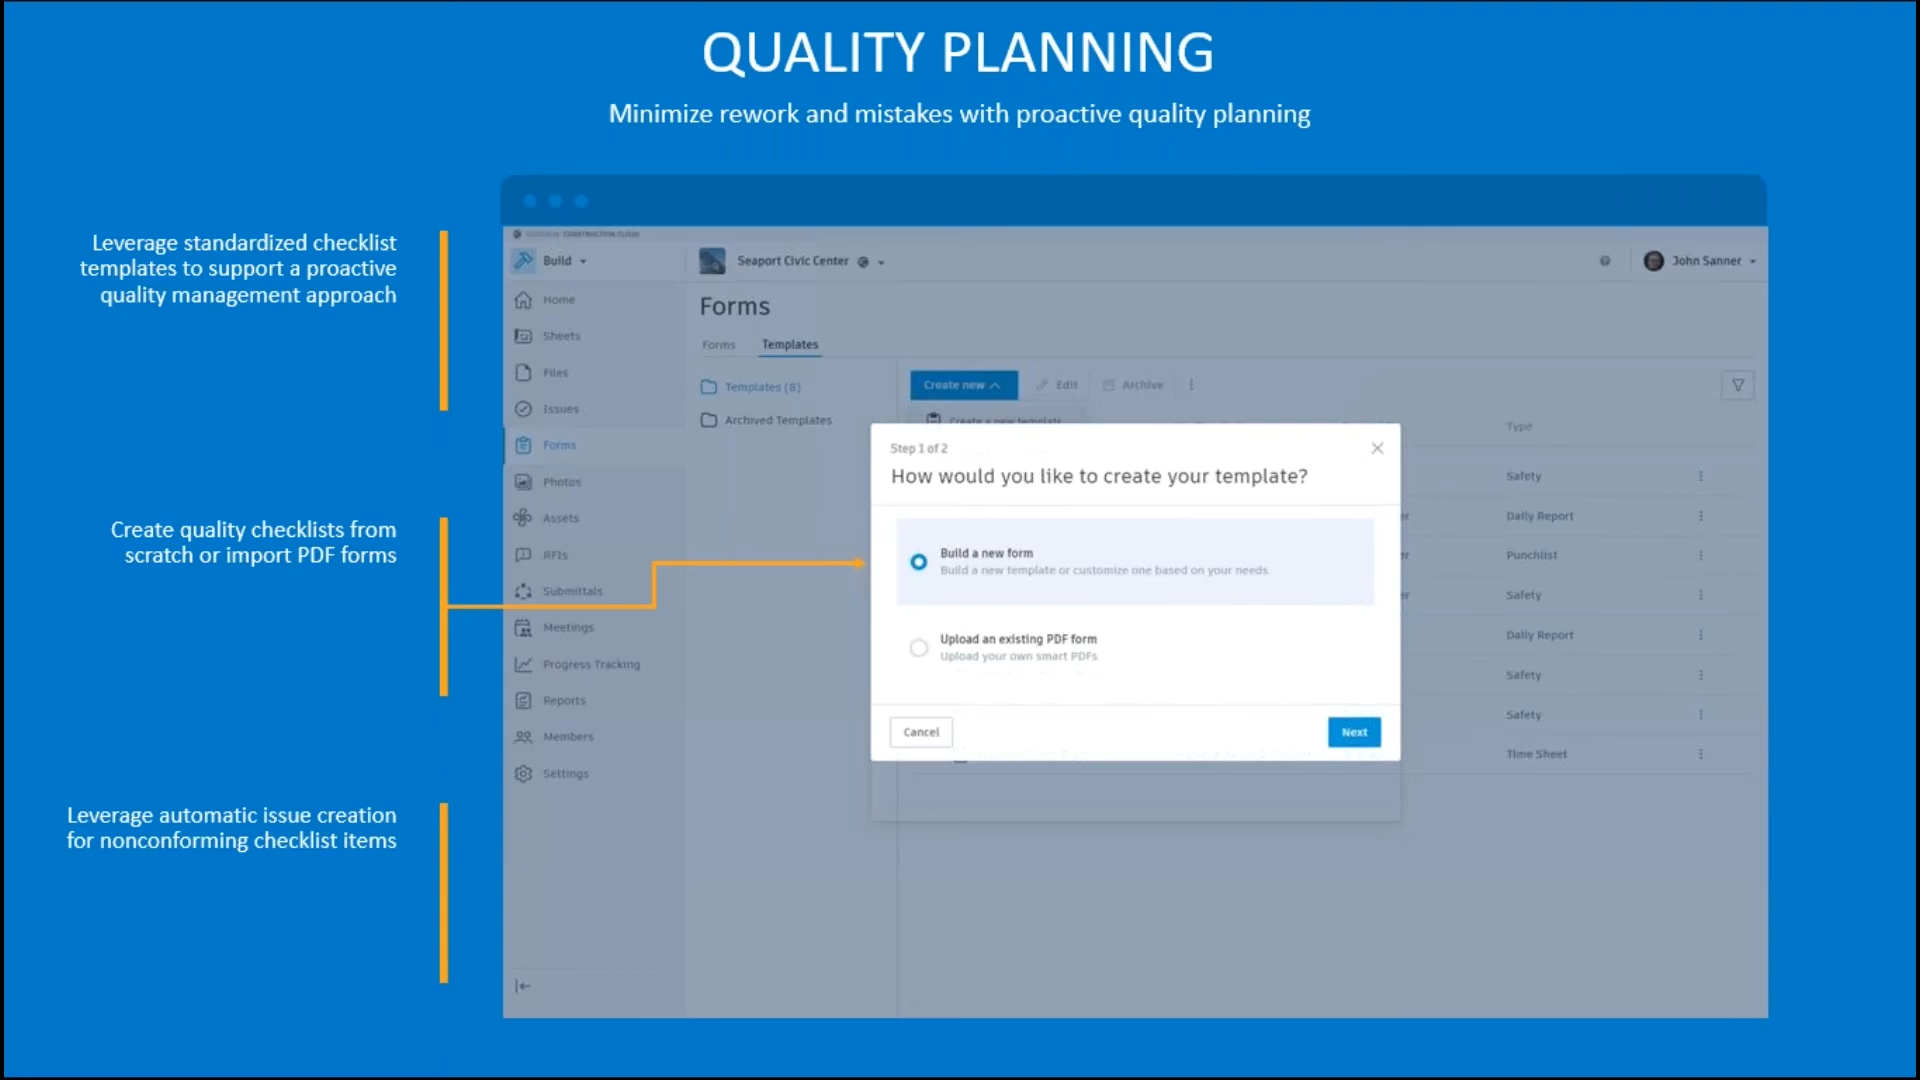 QUALITY PLANNING
Minimize rework and mistakes with proactive quality planning
Leverage standardized checklist
templates to support a proactive
quality management approach
Create quality checklists from
scratch or import PDF forms
Leverage automatic issue creation
for nonconforming checklist items
CONSTRUCTION CLOUD
Build
Seaport Civic Center
John Sanner
Home
Sheets
Files
Issues
Forms
Photos
Assets
RFIs
Submittals
Meetings
Progress Tracking
Reports
Members
Settings
Forms
Forms Templates
Templates (8)
Archived Templates
Create new Edit Archive
Create a new template
Type
Safety
Daily Report
Punchlist
Safety
Daily Report
Safety
Safety
Time Sheet
Step 1 of 2
How would you like to create your template?
Build a new form
Build a new template or customize one based on your needs
Upload an existing PDF form
Upload your own smart PDFs
Cancel
Next